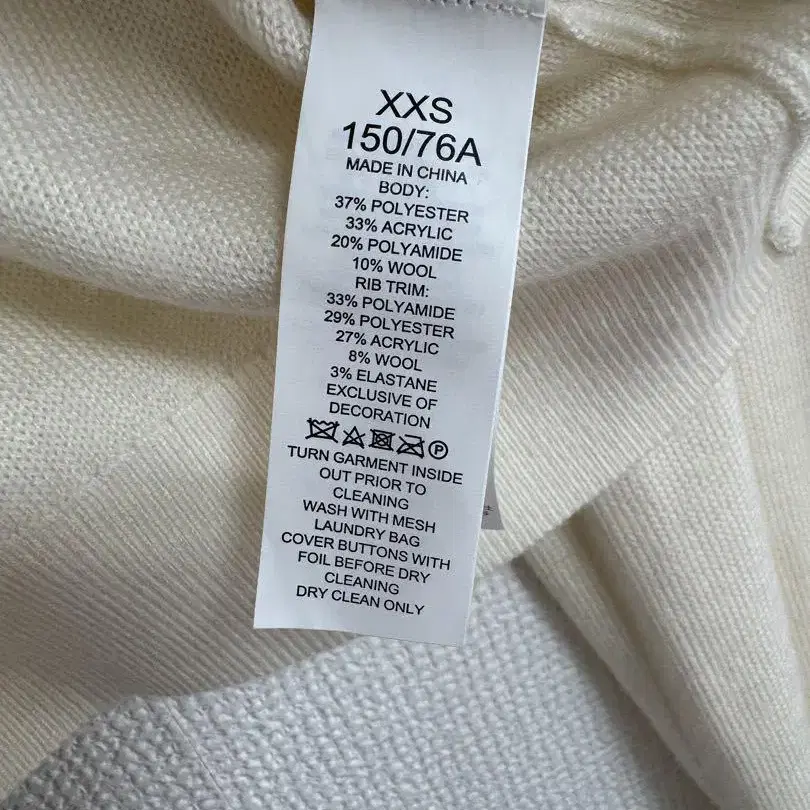 XXS
150/76A
MADE IN CHINA
BODY:
37% POLYESTER
33% ACRYLIC
20% POLYAMIDE
10% WOOL
RIB TRIM:
33% POLYAMIDE
29% POLYESTER
27% ACRYLIC
8% WOOL
3% ELASTANE
EXCLUSIVE OF
DECORATION
P
TURN GARMENT INSIDE
OUT PRIOR TO
CLEANING
WASH WITH MESH
LAUNDRY BAG
COVER BUTTONS WITH
FOIL BEFORE DRY
CLEANING
DRY CLEAN ONLY